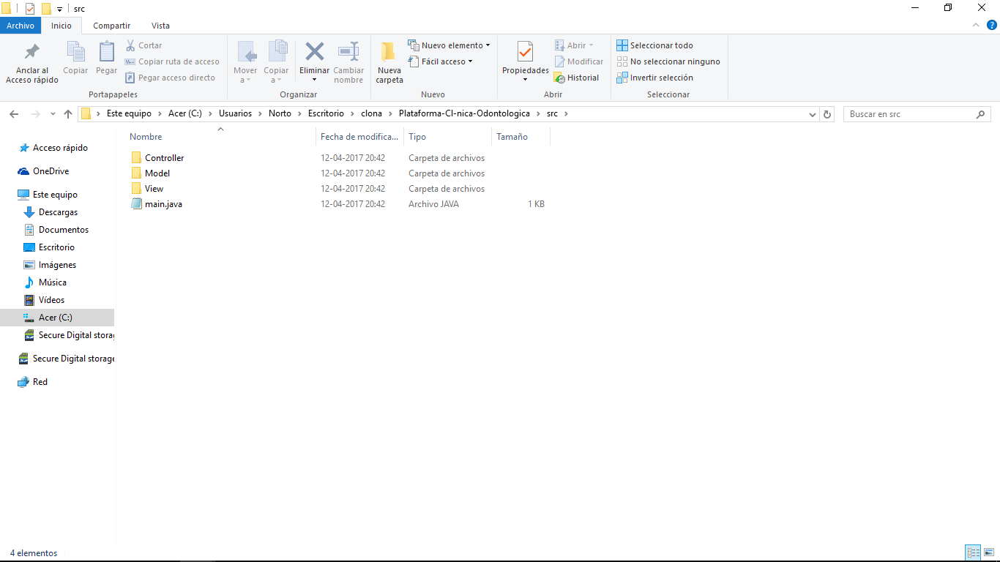 src
Archivo Inicio Compartir Vista
Anclar al Acceso rápido
Copiar
Pegar
Cortar
Copiar ruta de acceso
Pegar acceso directo
Portapapeles
Mover a
Copiar a
Eliminar
Cambiar nombre
Organizar
Nueva carpeta
Nuevo elemento
Fácil acceso
Nuevo
Propiedades
Abrir
Modificar
Historial
Abrir
Seleccionar todo
No seleccionar ninguno
Invertir selección
Seleccionar
Este equipo > Acer (C:) > Usuarios > Norto > Escritorio > clona > Plataforma-Cl-nica-Odontologica > src >
Buscar en src
Acceso rápido
OneDrive
Este equipo
Descargas
Documentos
Escritorio
Imágenes
Música
Vídeos
Acer (C:)
Secure Digital storag
Secure Digital storage
Red
Nombre Fecha de modifica... Tipo Tamaño
Controller 12-04-2017 20:42 Carpeta de archivos
Model 12-04-2017 20:42 Carpeta de archivos
View 12-04-2017 20:42 Carpeta de archivos
main.java 12-04-2017 20:42 Archivo JAVA 1 KB
4 elementos